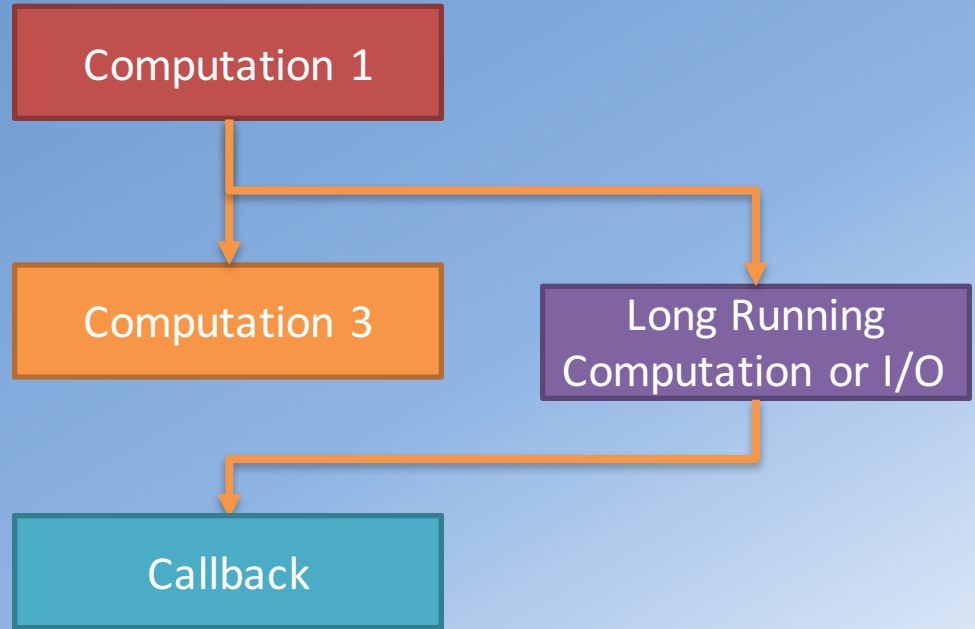 Computation 1
Computation 3
Long Running
Computation or I/O
Callback